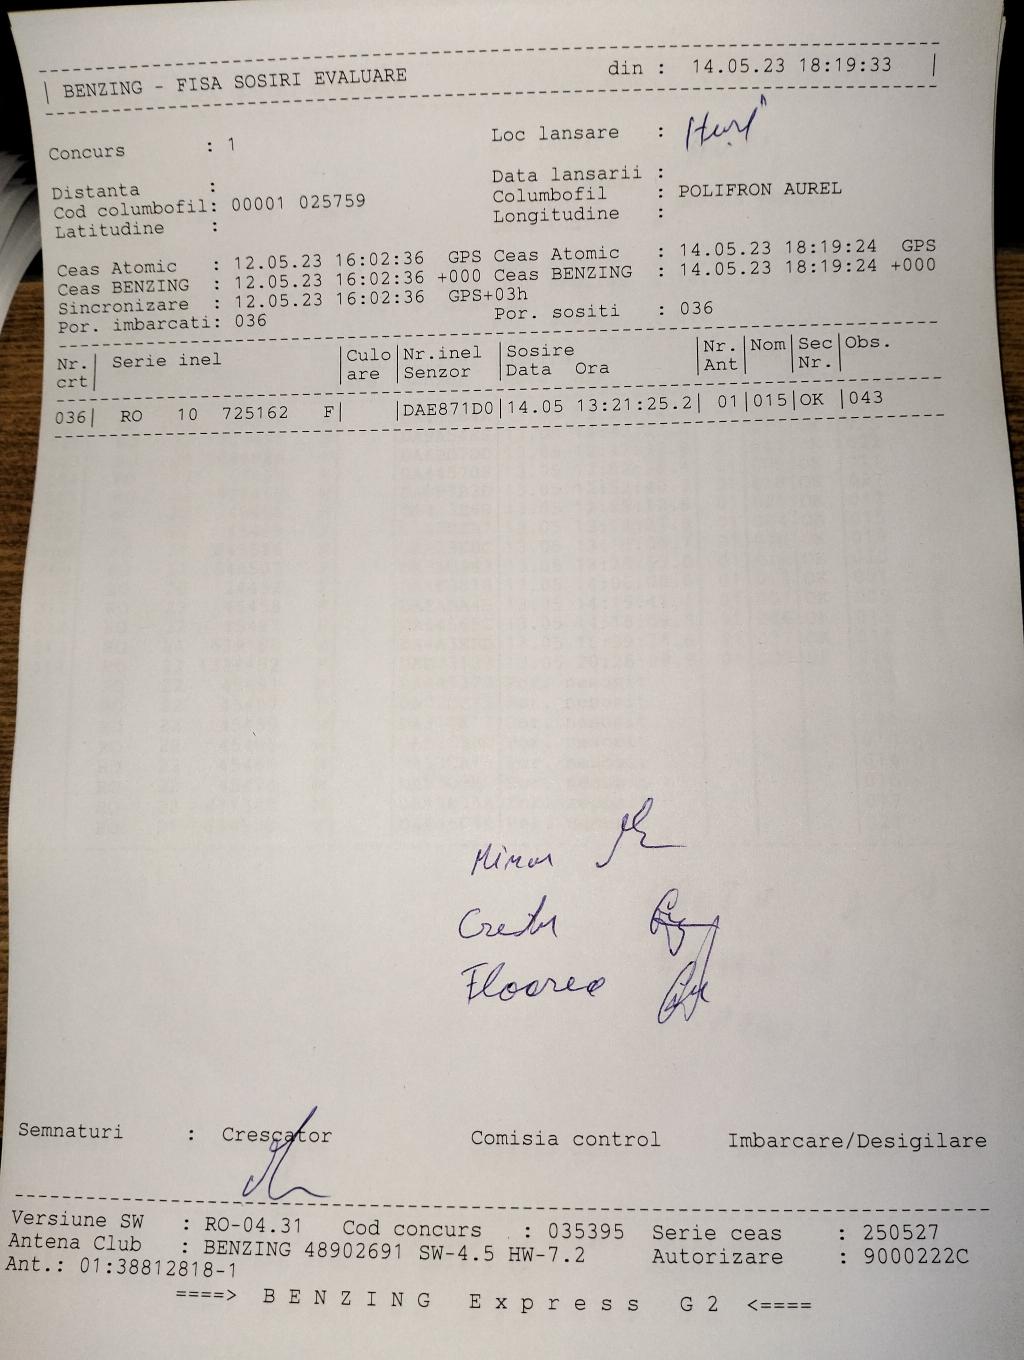 | BENZING - FISA SOSIRI EVALUARE din : 14.05.23 18:19:33 |
Concurs : 1 Loc lansare :
Distanta : Data lansarii :
Cod columbofil: 00001 025759 Columbofil : POLIFRON AUREL
Latitudine : Longitudine :
Ceas Atomic : 12.05.23 16:02:36 GPS Ceas Atomic : 14.05.23 18:19:24 GPS
Ceas BENZING : 12.05.23 16:02:36 +000 Ceas BENZING : 14.05.23 18:19:24 +000
Sincronizare : 12.05.23 16:02:36 GPS+03h
Por. imbarcati: 036 Por. sositi : 036
Nr.| Serie inel |Culo |Nr.inel |Sosire |Nr. |Nom|Sec |Obs.
crt| |are |Senzor |Data Ora |Ant | |Nr. |
036| RO 10 725162 F| |DAE871D0|14.05 13:21:25.2| 01|015|OK |043
Floarea
Semnaturi : Crescator Comisia control Imbarcare/Desigilare
Versiune SW : RO-04.31 Cod concurs : 035395 Serie ceas : 250527
Antena Club : BENZING 48902691 SW-4.5 HW-7.2 Autorizare : 9000222C
Ant.: 01:38812818-1
====> B E N Z I N G E x p r e s s G 2 <====